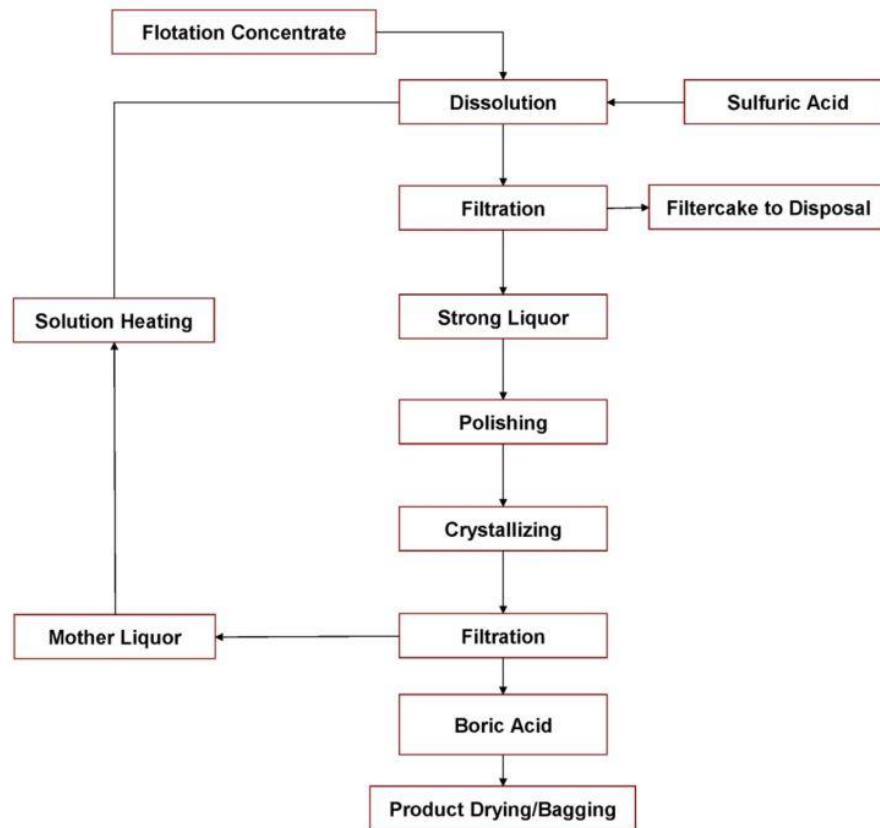 Flotation Concentrate
Dissolution
Sulfuric Acid
Filtration
Filtercake to Disposal
Solution Heating
Strong Liquor
Polishing
Crystallizing
Mother Liquor
Filtration
Boric Acid
Product Drying/Bagging